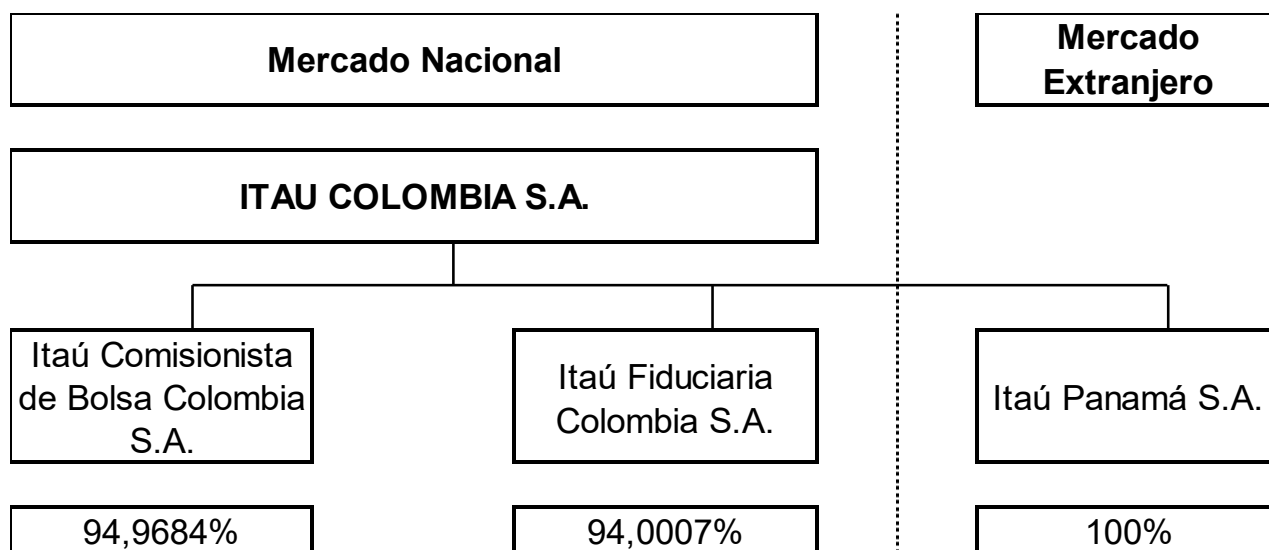 Mercado Nacional
Mercado
Extranjero
ITAU COLOMBIA S.A.
Itaú Comisionista
de Bolsa Colombia
S.A.
Itaú Fiduciaria
Colombia S.A.
Itaú Panamá S.A.
94,9684%
94,0007%
100%